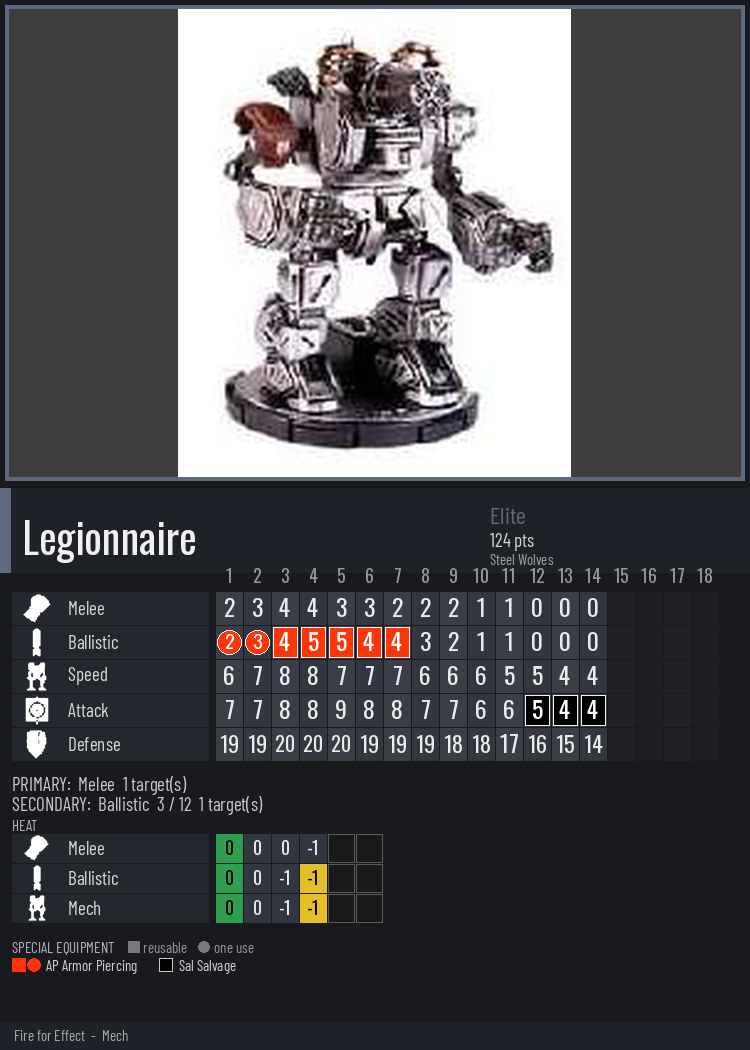 Legionnaire
Elite
124 pts
Steel Wolves
1 2 3 4 5 6 7 8 9 10 11 12 13 14 15 16 17 18
Melee 2 3 4 4 3 3 2 2 2 1 1 0 0 0
Ballistic 2 3 4 5 5 4 4 3 2 1 1 0 0 0
Speed 6 7 8 8 7 7 7 6 6 6 5 5 4 4
Attack 7 7 8 8 9 8 8 7 7 6 6 5 4 4
Defense 19 19 20 20 20 19 19 19 18 18 17 16 15 14
PRIMARY: Melee 1 target(s)
SECONDARY: Ballistic 3 / 12 1 target(s)
HEAT
Melee 0 0 0 -1
Ballistic 0 0 -1 -1
Mech 0 0 -1 -1
SPECIAL EQUIPMENT reusable one use
AP Armor Piercing Sal Salvage
Fire for Effect - Mech